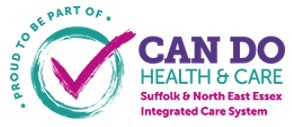 • PROUD TO BE PART OF •
CAN DO
HEALTH & CARE
Suffolk & North East Essex
Integrated Care System